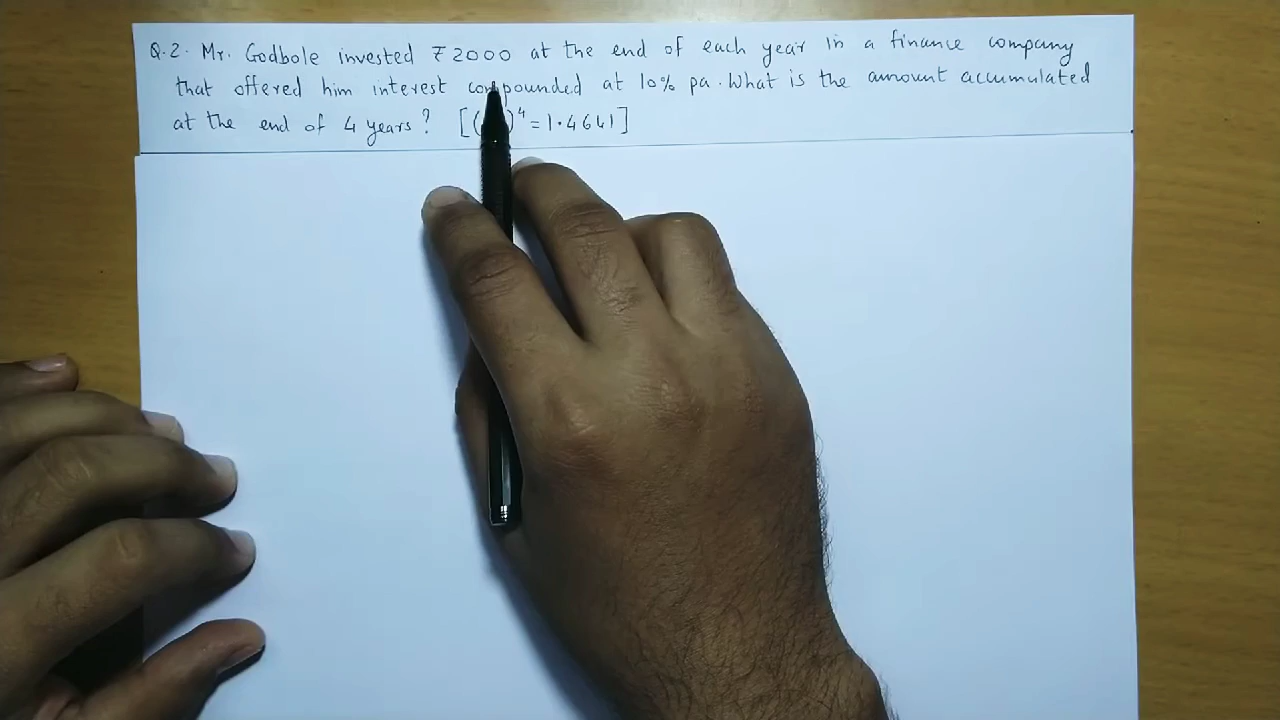 Q.2. Mr. Godbole invested ₹2000 at the end of each year in a finance company
that offered him interest compounded at 10% pa. What is the amount accumulated
at the end of 4 years? [( )⁴ = 1.4641]